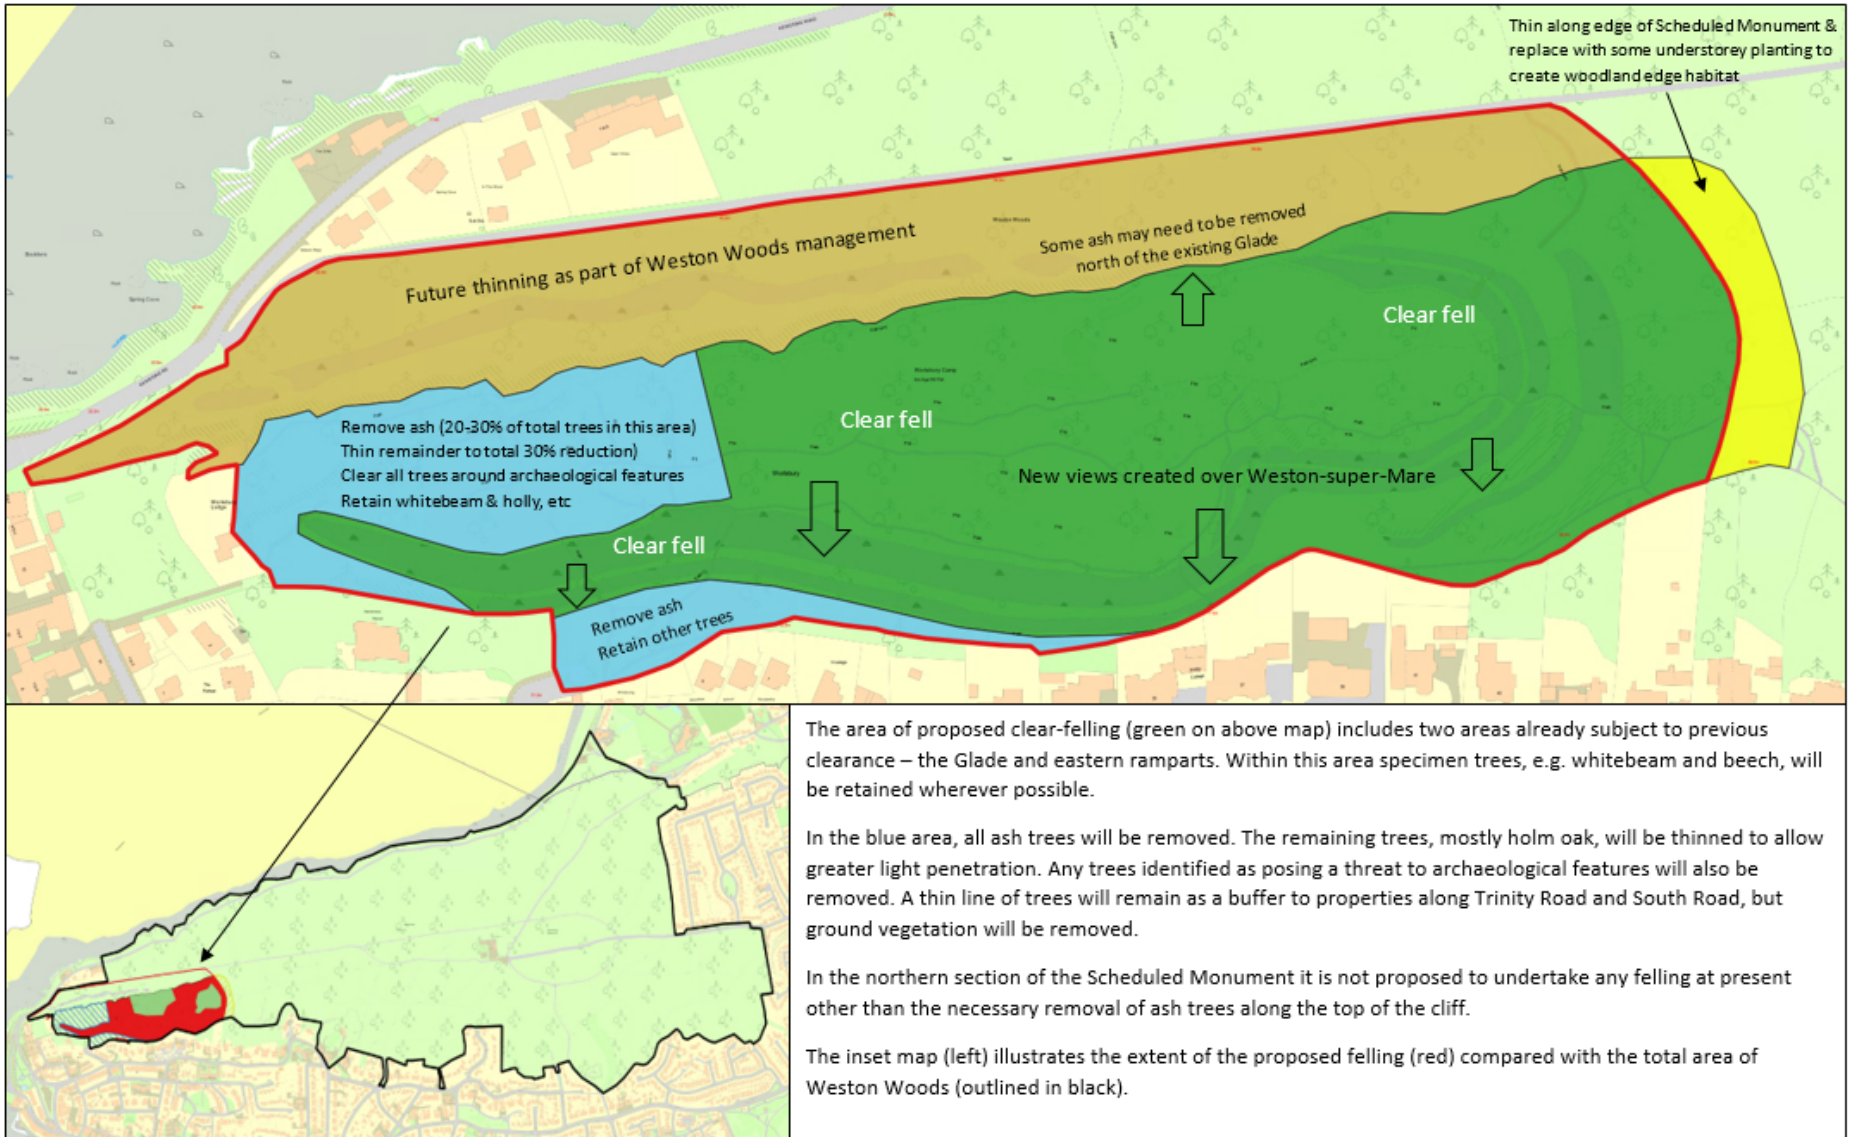 Thin along edge of Scheduled Monument &
replace with some understorey planting to
create woodland edge habitat
Future thinning as part of Weston Woods management
Some ash may need to be removed
north of the existing Glade
Clear fell
Clear fell
Remove ash (20-30% of total trees in this area)
Thin remainder to total 30% reduction)
Clear all trees around archaeological features
Retain whitebeam & holly, etc
New views created over Weston-super-Mare
Clear fell
Remove ash
Retain other trees
The area of proposed clear-felling (green on above map) includes two areas already subject to previous
clearance – the Glade and eastern ramparts. Within this area specimen trees, e.g. whitebeam and beech, will
be retained wherever possible.
In the blue area, all ash trees will be removed. The remaining trees, mostly holm oak, will be thinned to allow
greater light penetration. Any trees identified as posing a threat to archaeological features will also be
removed. A thin line of trees will remain as a buffer to properties along Trinity Road and South Road, but
ground vegetation will be removed.
In the northern section of the Scheduled Monument it is not proposed to undertake any felling at present
other than the necessary removal of ash trees along the top of the cliff.
The inset map (left) illustrates the extent of the proposed felling (red) compared with the total area of
Weston Woods (outlined in black).